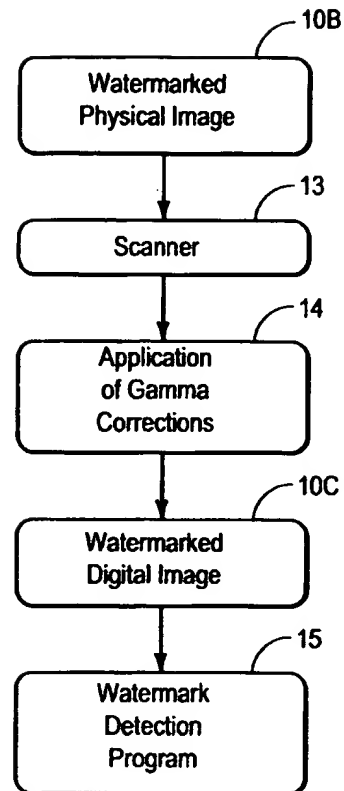 10B
Watermarked
Physical Image
13
Scanner
14
Application
of Gamma
Corrections
10C
Watermarked
Digital Image
15
Watermark
Detection
Program